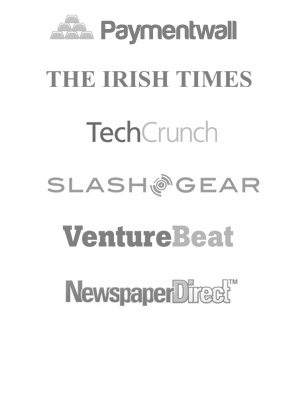 Paymentwall
THE IRISH TIMES
TechCrunch
SLASHGEAR
VentureBeat
NewspaperDirect™